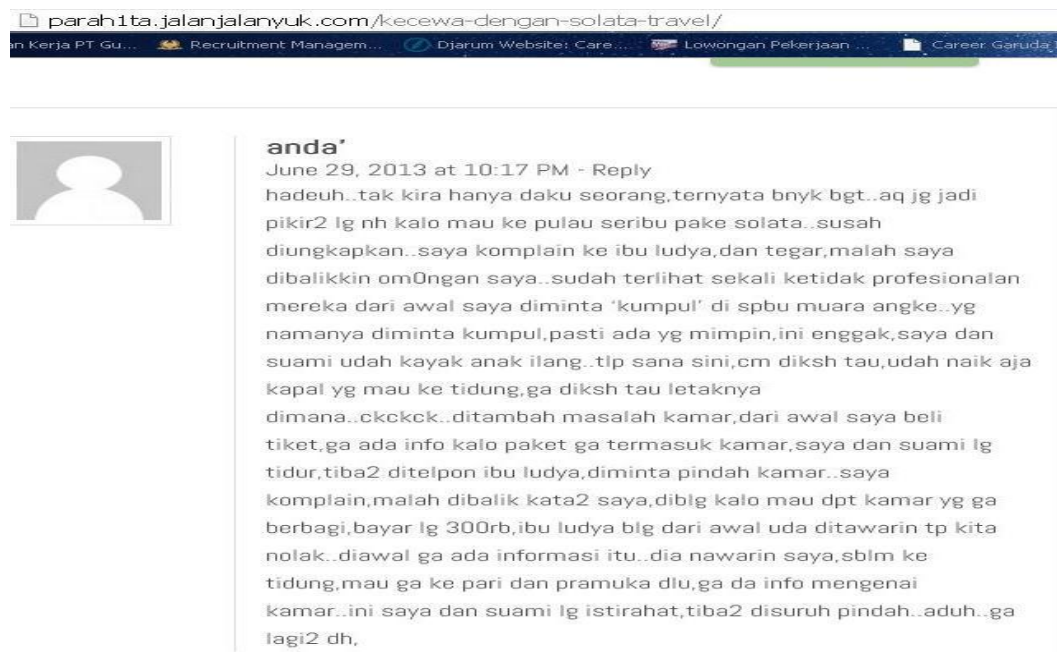 parah1ta.jalanjalanyuk.com/kecewa-dengan-solata-travel/
an Kerja PT Gu... Recruitment Managem... Djarum Website: Care... Lowongan Pekerjaan ... Career Garuda
anda'
June 29, 2013 at 10:17 PM - Reply
hadeuh..tak kira hanya daku seorang,ternyata bnyk bgt..aq jg jadi
pikir2 lg nh kalo mau ke pulau seribu pake solata..susah
diungkapkan..saya komplain ke ibu ludya,dan tegar,malah saya
dibalikkin om0ngan saya..sudah terlihat sekali ketidak profesionalan
mereka dari awal saya diminta 'kumpul' di spbu muara angke..yg
namanya diminta kumpul,pasti ada yg mimpin,ini enggak,saya dan
suami udah kayak anak ilang..tlp sana sini,cm diksh tau,udah naik aja
kapal yg mau ke tidung,ga diksh tau letaknya
dimana..ckckck..ditambah masalah kamar,dari awal saya beli
tiket,ga ada info kalo paket ga termasuk kamar,saya dan suami lg
tidur,tiba2 ditelpon ibu ludya,diminta pindah kamar..saya
komplain,malah dibalik kata2 saya,diblg kalo mau dpt kamar yg ga
berbagi,bayar lg 300rb,ibu ludya blg dari awal uda ditawarin tp kita
nolak..diawal ga ada informasi itu..dia nawarin saya,sblm ke
tidung,mau ga ke pari dan pramuka dlu,ga da info mengenai
kamar..ini saya dan suami lg istirahat,tiba2 disuruh pindah..aduh..ga
lagi2 dh,